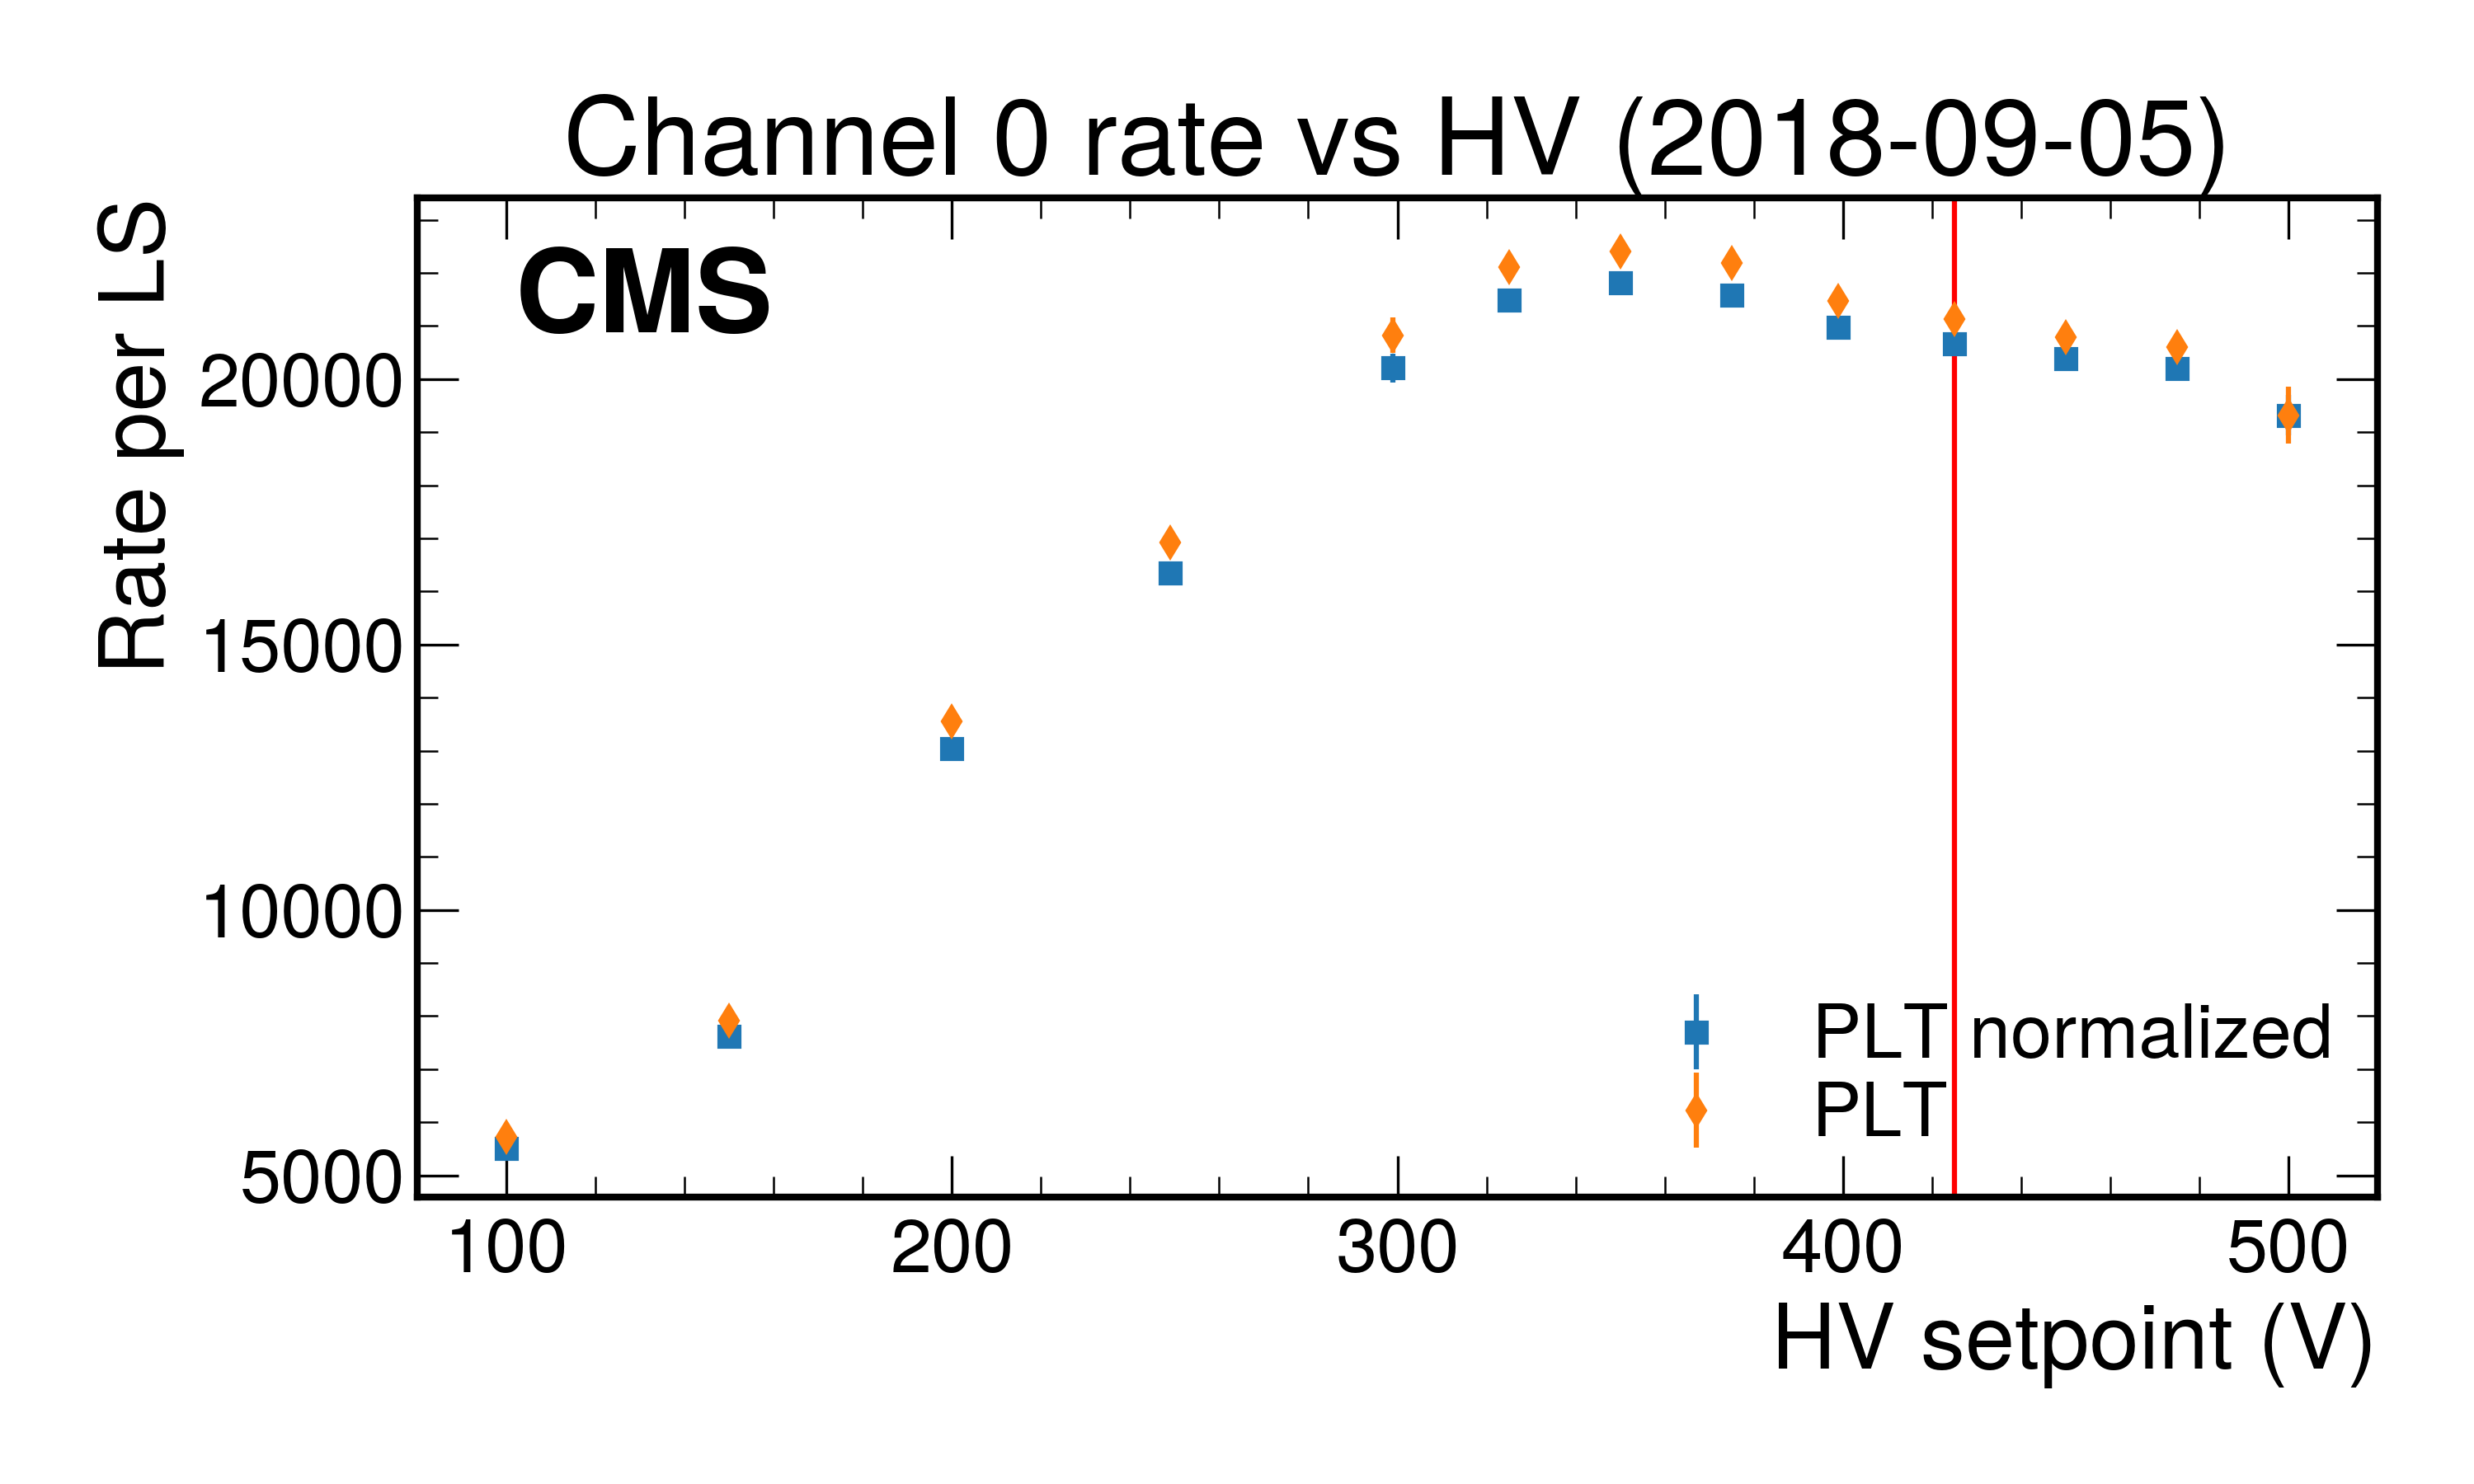 Channel 0 rate vs HV (2018-09-05)
CMS
Rate per LS
20000
15000
10000
5000
PLT normalized
PLT
100 200 300 400 500
HV setpoint (V)